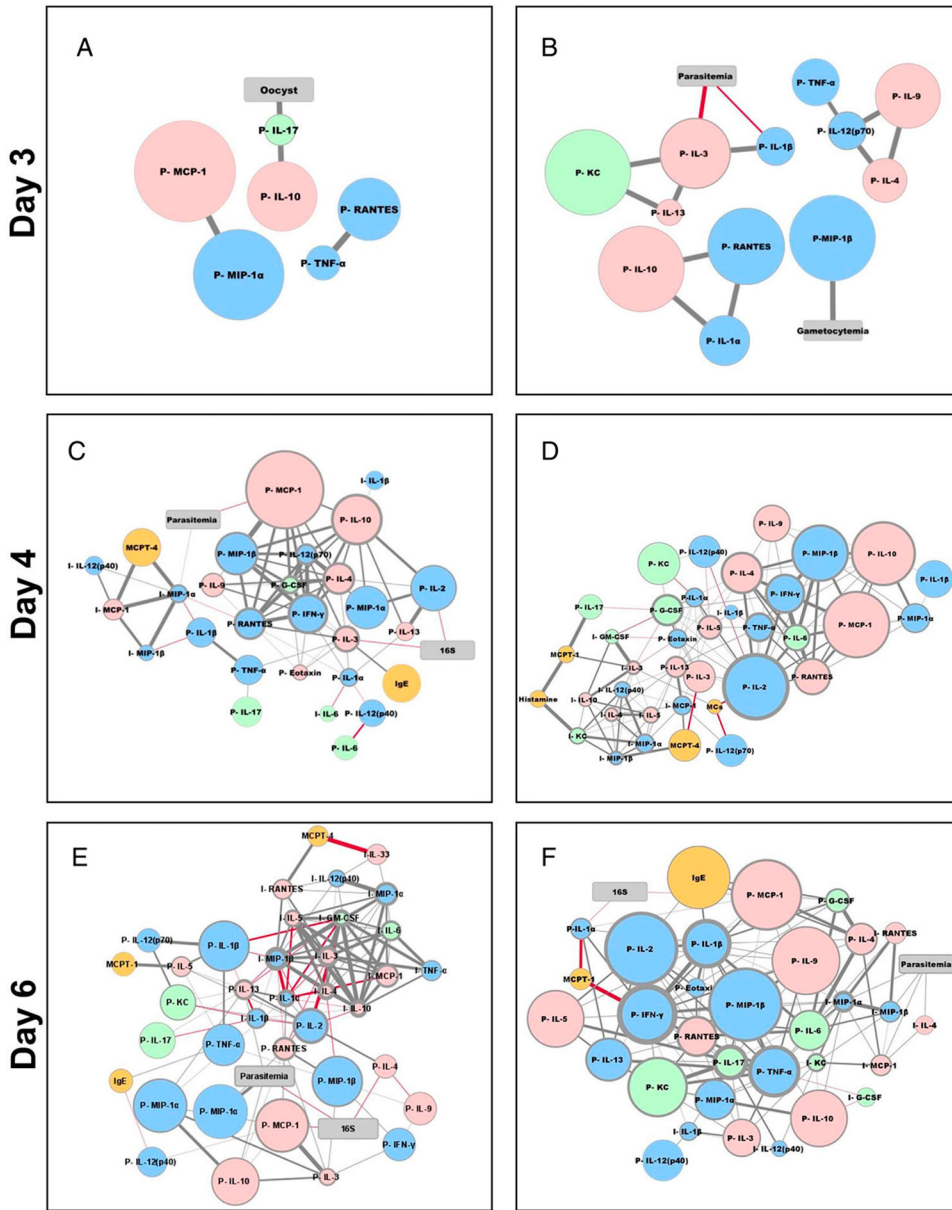 Day 3
A
Oocyst
P- IL-17
P- MCP-1
P- IL-10
P- RANTES
P- TNF-α
P- MIP-1α
B
Parasitemia
P- TNF-α
P- IL-9
P- IL-12(p70)
P- IL-3
P- IL-1β
P- KC
P- IL-4
P- IL-13
P-MIP-1β
P- RANTES
P- IL-10
Gametocytemia
P- IL-1α
Day 4
C
I- IL-1β
P- MCP-1
Parasitemia
P- IL-10
MCPT-4
P- MIP-1β
P- IL-12(p70)
I- IL-12(p40)
P- IL-9
P- G-CSF
P- IL-4
P- IL-2
I- MIP-1α
I- MCP-1
P- IFN-γ
P- MIP-1α
P- RANTES
P- IL-1β
P- IL-3
P- IL-13
I- MIP-1β
16S
P- TNF-α
P- Eotaxin
P- IL-1α
IgE
P- IL-17
I- IL-6
P- IL-12(p40)
P- IL-6
D
P- IL-9
P- IL-12(p40)
P- MIP-1β
P- IL-10
P- KC
P- IL-4
P- IL-1β
P- IL-1α
P- IFN-γ
P- IL-17
P- G-CSF
I- IL-1β
P- MIP-1α
P- IL-5
P- TNF-α
P- MCP-1
I- GM-CSF
P- Eotaxin
P- IL-6
MCPT-1
I- IL-3
P- IL-13
P- IL-3
P- RANTES
I- IL-10
I- IL-12(p40)
P- IL-2
Histamine
I- IL-4
I- IL-5
I- MCP-1
MCs
I- KC
I- MIP-1α
MCPT-4
P- IL-12(p70)
I- MIP-1β
Day 6
E
MCPT-4
I-IL-33
I- IL-12(p40)
I- RANTES
I- MIP-1α
I- IL-5
I- GM-CSF
P- IL-12(p70)
P- IL-1β
I- IL-6
I- MIP-1β
I- IL-3
MCPT-1
P- IL-5
I-MCP-1
I-TNF-α
P- IL-13
I- IL-4
P- IL-1α
P- KC
I- IL-10
I- IL-1β
P- IL-2
P- IL-17
P- TNF-α
P- RANTES
P- IL-4
Parasitemia
P- MIP-1β
IgE
P- MIP-1α
P- MIP-1α
P- IL-9
P- MCP-1
16S
P- IFN-γ
P- IL-12(p40)
P- IL-3
P- IL-10
F
IgE
16S
P- MCP-1
P- G-CSF
P- IL-1α
P- IL-4
I- RANTES
P- IL-2
P- IL-1β
P- IL-9
Parasitemia
MCPT-1
P- Eotaxin
P- MIP-1β
I- MIP-1α
I- MIP-1β
P- IL-5
P- IFN-γ
P- IL-6
I- IL-4
P- RANTES
P- IL-13
P- IL-17
I- KC
I- MCP-1
P- TNF-α
P- KC
P- MIP-1α
I- G-CSF
P- IL-10
I- IL-1β
P- IL-3
I- IL-12(p40)
P- IL-12(p40)